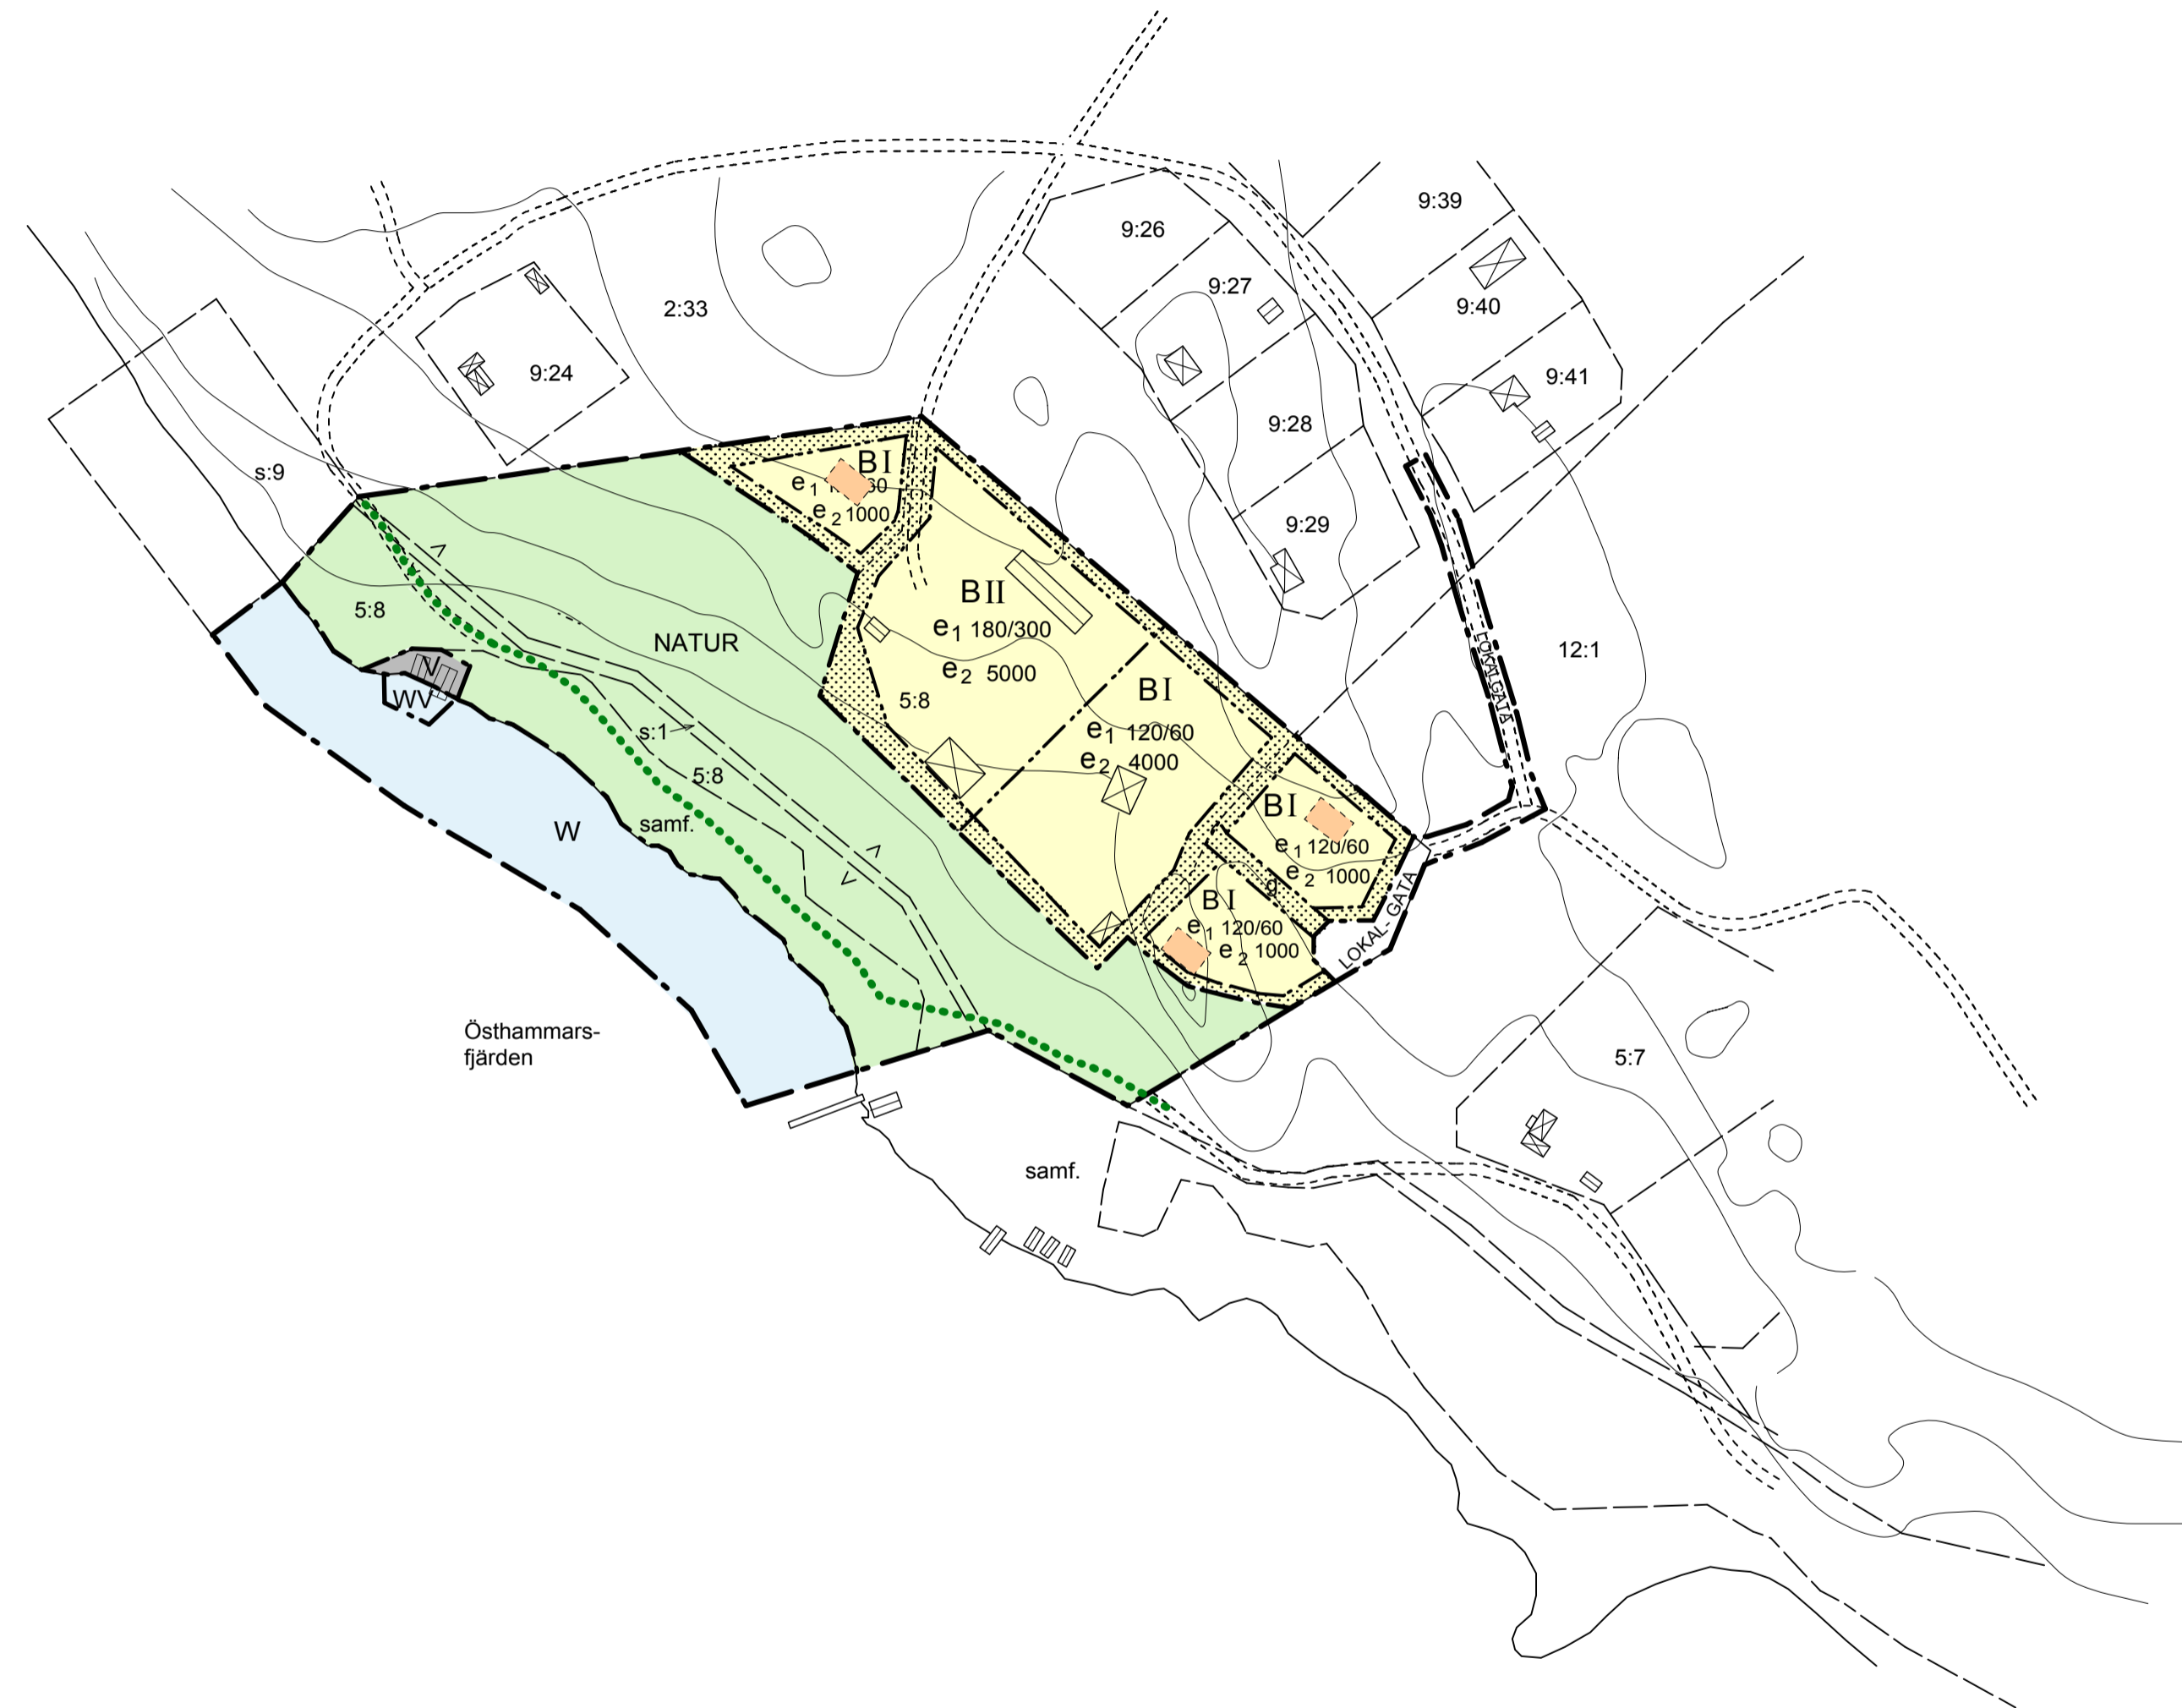 9:39
9:26
9:27
9:40
2:33
9:24
9:41
9:28
s:9
BI
e1
60
e2 1000
9:29
BII
5:8
e1 180/300
NATUR
LOKALGATA
12:1
e2 5000
BI
V
WV
5:8
s:1
e1 120/60
e2 4000
5:8
BI
W
samf.
e1 120/60
e2 1000
g
BI
LOKAL-GATA
e1 120/60
e2 1000
Östhammars-
fjärden
5:7
samf.